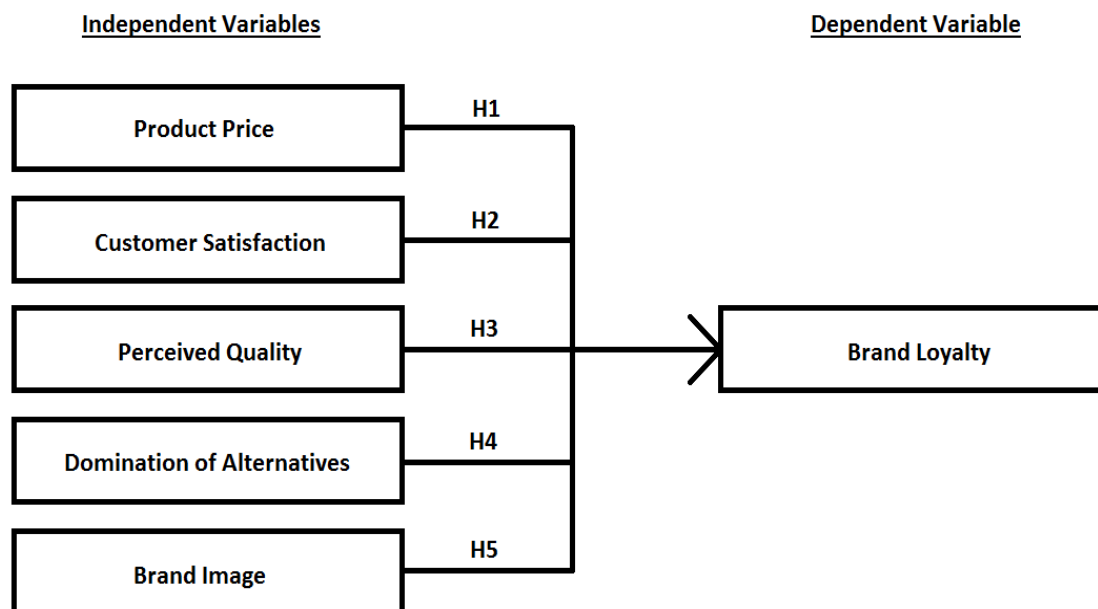 Independent Variables
Dependent Variable
Product Price
H1
Customer Satisfaction
H2
Perceived Quality
H3
Brand Loyalty
Domination of Alternatives
H4
Brand Image
H5